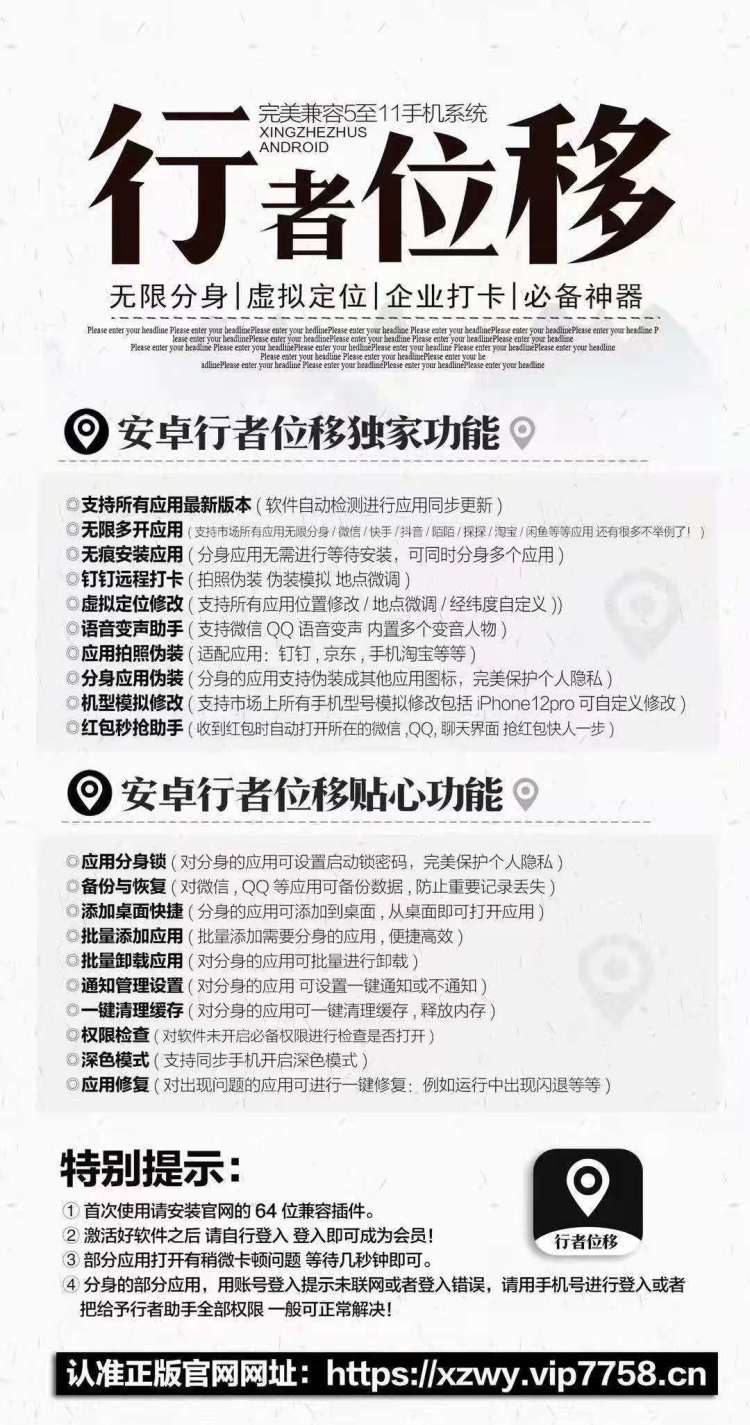 完美兼容5至11手机系统
XINGZHEZHUS
ANDROID
行者位移
无限分身|虚拟定位|企业打卡|必备神器
Please enter your headline Please enter your headlinePlease enter your hedlinePlease enter your headline Please enter your headlinePlease enter your headlinePlease enter your headline P
lease enter your headlinePlease enter your headline Please enter your headlinePlease enter your headline Please enter your headlinePlease enter your headline
Please enter your headline Please enter your headlinePlease enter your hedlinePlease enter your headline Please enter your headlinePlease enter your headline
Please enter your headline Please enter your headlinePlease enter your he
adlinePlease enter your headline Please enter your headlinePlease enter your headlinePlease enter your headline
安卓行者位移独家功能
◎支持所有应用最新版本 ( 软件自动检测进行应用同步更新 )
◎无限多开应用 ( 支持市场所有应用无限分身 / 微信 / 快手 / 抖音 / 陌陌 / 探探 / 淘宝 / 闲鱼等等应用 还有很多不举例了！ )
◎无痕安装应用 ( 分身应用无需进行等待安装，可同时分身多个应用 )
◎钉钉远程打卡 ( 拍照伪装 伪装模拟 地点微调 )
◎虚拟定位修改 ( 支持所有应用位置修改 / 地点微调 / 经纬度自定义 ))
◎语音变声助手 ( 支持微信 QQ 语音变声 内置多个变音人物 )
◎应用拍照伪装 ( 适配应用：钉钉 , 京东 , 手机淘宝等等 )
◎分身应用伪装 ( 分身的应用支持伪装成其他应用图标，完美保护个人隐私 )
◎机型模拟修改 ( 支持市场上所有手机型号模拟修改包括 iPhone12pro 可自定义修改 )
◎红包秒抢助手 ( 收到红包时自动打开所在的微信 ,QQ, 聊天界面 抢红包快人一步 )
安卓行者位移贴心功能
◎应用分身锁 ( 对分身的应用可设置启动锁密码，完美保护个人隐私 )
◎备份与恢复 ( 对微信 , QQ 等应用可备份数据 , 防止重要记录丢失 )
◎添加桌面快捷 ( 分身的应用可添加到桌面 , 从桌面即可打开应用 )
◎批量添加应用 ( 批量添加需要分身的应用 , 便捷高效 )
◎批量卸载应用 ( 对分身的应用可批量进行卸载 )
◎通知管理设置 ( 对分身的应用 可设置一键通知或不通知 )
◎一键清理缓存 ( 对分身的应用可一键清理缓存 , 释放内存 )
◎权限检查 ( 对软件未开启必备权限进行检查是否打开 )
◎深色模式 ( 支持同步手机开启深色模式 )
◎应用修复 ( 对出现问题的应用可进行一键修复：例如运行中出现闪退等等 )
特别提示：
① 首次使用请安装官网的 64 位兼容插件。
② 激活好软件之后 请自行登入 登入即可成为会员！
③ 部分应用打开有稍微卡顿问题 等待几秒钟即可。
④ 分身的部分应用，用账号登入提示未联网或者登入错误，请用手机号进行登入或者
把给予行者助手全部权限 一般可正常解决！
行者位移
认准正版官网网址：https://xzwy.vip7758.cn